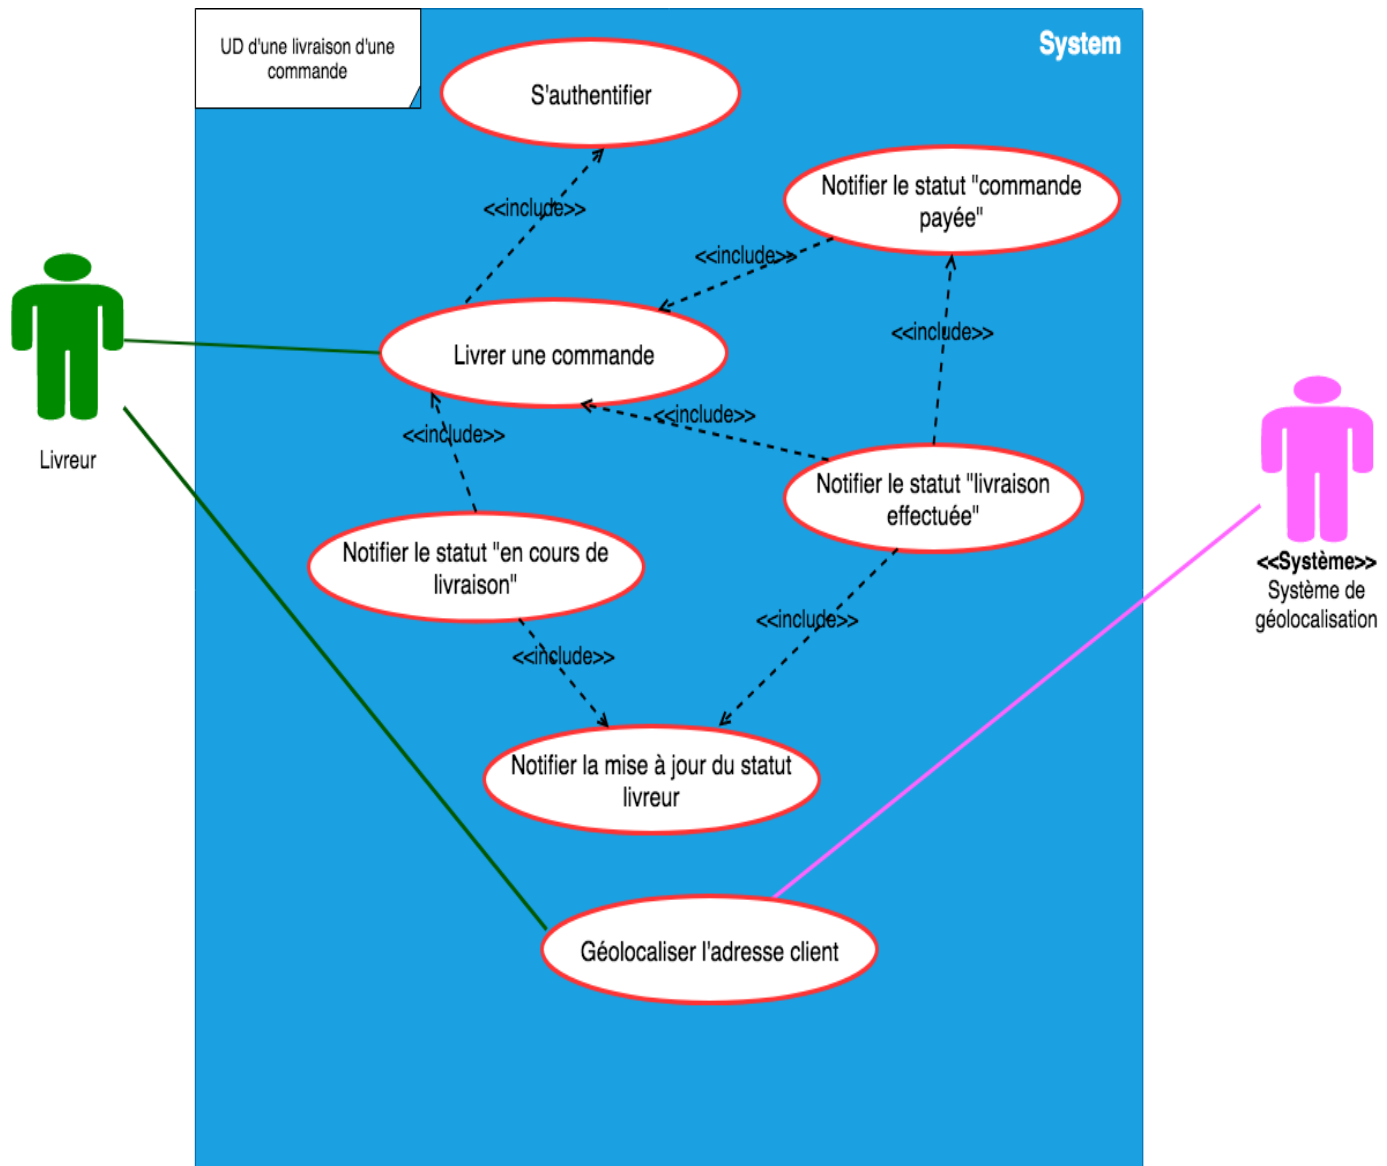 UD d'une livraison d'une
commande
System
S'authentifier
Notifier le statut "commande
payée"
<<include>>
<<include>>
<<include>>
Livrer une commande
<<include>>
<<include>>
Livreur
Notifier le statut "livraison
effectuée"
Notifier le statut "en cours de
livraison"
<<Système>>
Système de
géolocalisation
<<include>>
<<include>>
Notifier la mise à jour du statut
livreur
Géolocaliser l'adresse client